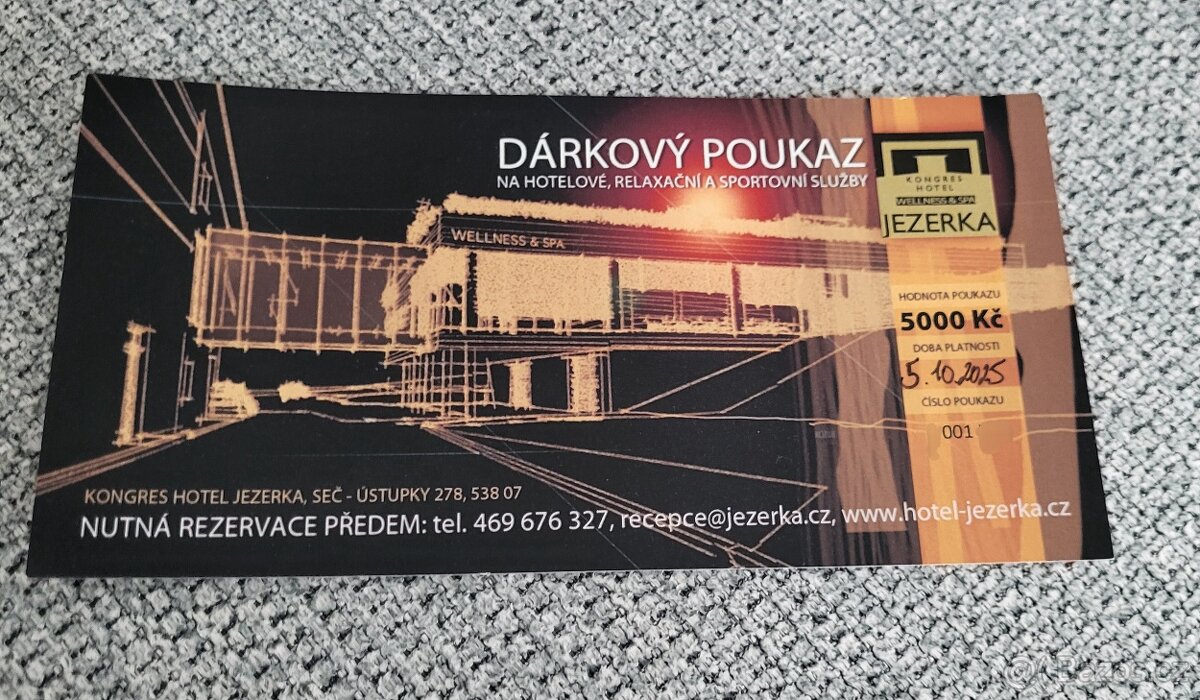 DÁRKOVÝ POUKAZ
NA HOTELOVÉ, RELAXAČNÍ A SPORTOVNÍ SLUŽBY
KONGRES
HOTEL
WELLNESS & SPA
JEZERKA
WELLNESS & SPA
HODNOTA POUKAZU
5000 Kč
DOBA PLATNOSTI
5.10.2025
ČÍSLO POUKAZU
001
KONGRES HOTEL JEZERKA, SEČ - ÚSTUPKY 278, 538 07
NUTNÁ REZERVACE PŘEDEM: tel. 469 676 327, recepce@jezerka.cz, www.hotel-jezerka.cz
Bazos.cz